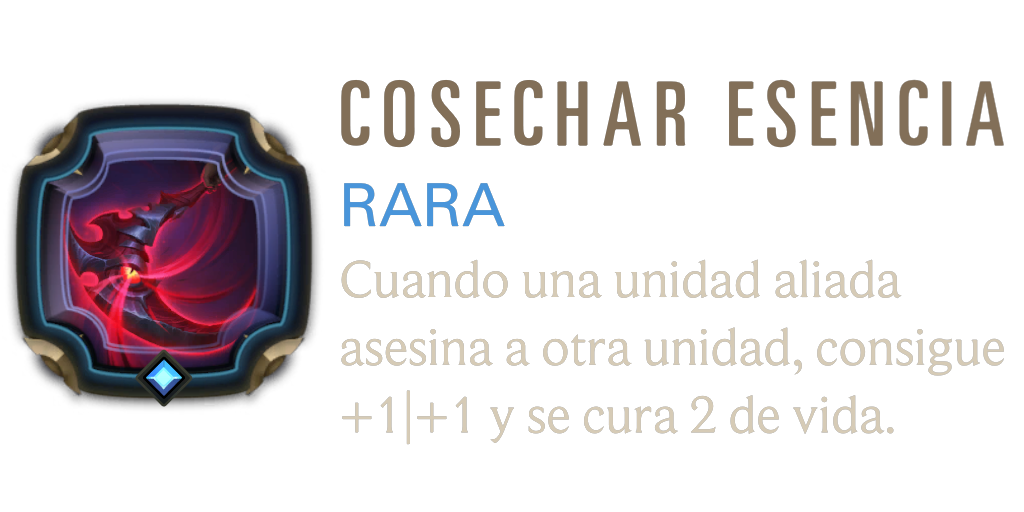 COSECHAR ESENCIA
RARA
Cuando una unidad aliada
asesina a otra unidad, consigue
+1|+1 y se cura 2 de vida.